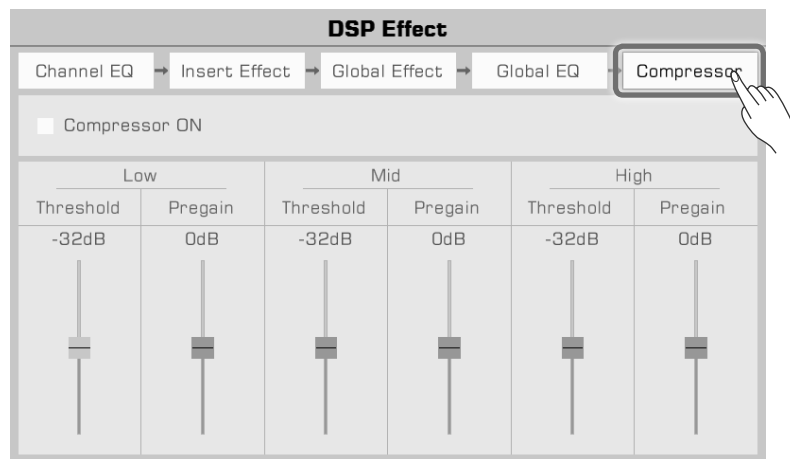 DSP Effect
Channel EQ Insert Effect Global Effect Global EQ Compressor
Compressor ON
Low Mid High
Threshold Pregain Threshold Pregain Threshold Pregain
-32dB 0dB -32dB 0dB -32dB 0dB